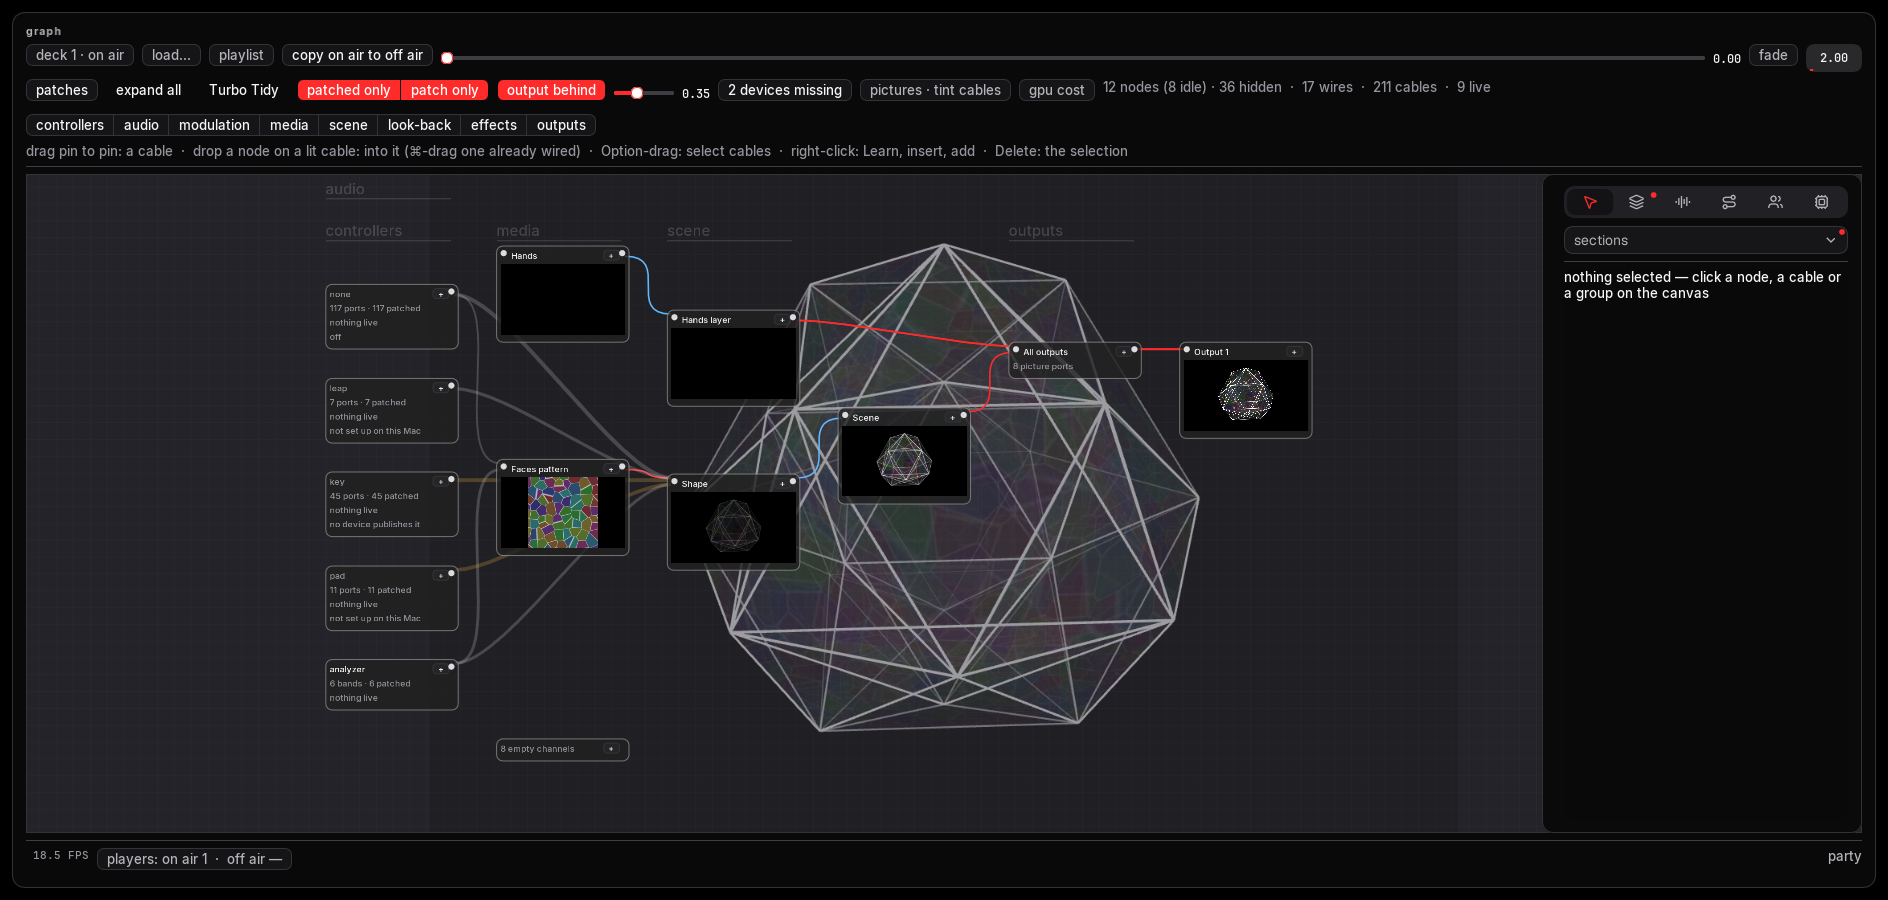 graph
deck 1 · on air
load...
playlist
copy on air to off air
0.00
fade
2.00
patches
expand all
Turbo Tidy
patched only
patch only
output behind
0.35
2 devices missing
pictures · tint cables
gpu cost
12 nodes (8 idle) · 36 hidden · 17 wires · 211 cables · 9 live
controllers
audio
modulation
media
scene
look-back
effects
outputs
drag pin to pin: a cable · drop a node on a lit cable: into it (⌘-drag one already wired) · Option-drag: select cables · right-click: Learn, insert, add · Delete: the selection
audio
controllers
media
scene
outputs
Hands
+
none
+
117 ports · 117 patched
nothing live
off
Hands layer
+
All outputs
+
8 picture ports
Output 1
+
leap
+
7 ports · 7 patched
nothing live
not set up on this Mac
Scene
+
Faces pattern
+
key
+
45 ports · 45 patched
nothing live
no device publishes it
Shape
+
pad
+
11 ports · 11 patched
nothing live
not set up on this Mac
analyzer
+
6 bands · 6 patched
nothing live
8 empty channels
+
sections
nothing selected — click a node, a cable or
a group on the canvas
18.5 FPS
players: on air 1 · off air —
party